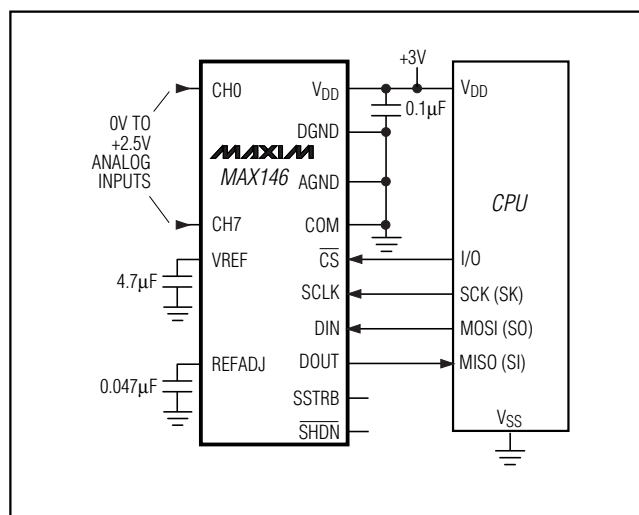 +3V
CH0
VDD
VDD
0.1µF
0V TO
+2.5V
ANALOG
INPUTS
DGND
MAXIM
MAX146
AGND
CPU
CH7
COM
VREF
CS
I/O
4.7µF
SCLK
SCK (SK)
DIN
MOSI (SO)
REFADJ
DOUT
MISO (SI)
0.047µF
SSTRB
SHDN
VSS